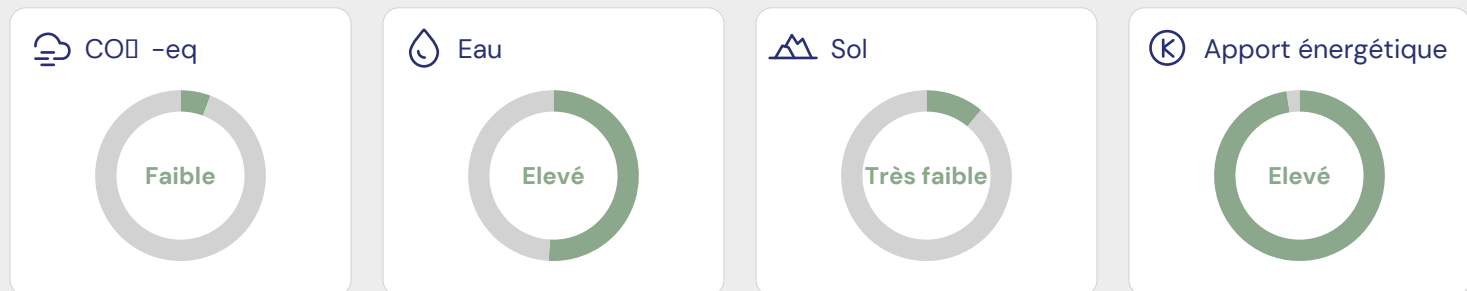 CO▯ -eq
Eau
Sol
Apport énergétique
Faible
Elevé
Très faible
Elevé